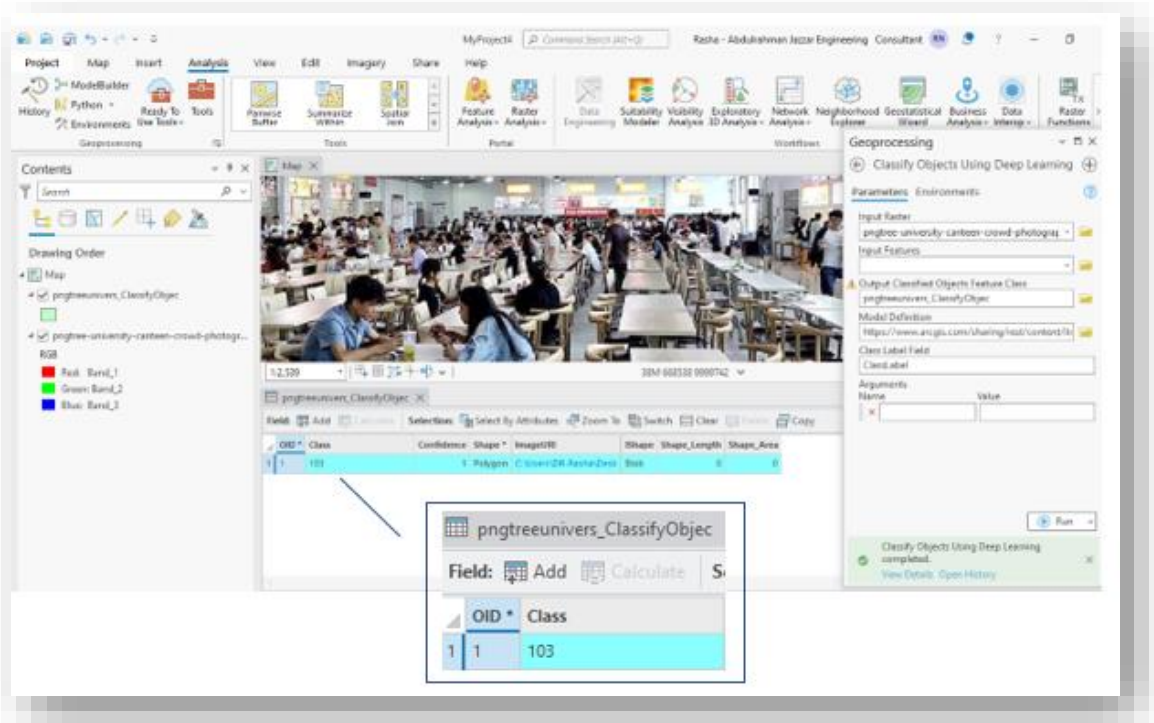 MyProject4 Command Search (Alt+Q) Rasha - Abdulrahman Jazzar Engineering Consultant RN ?
Project Map Insert Analysis View Edit Imagery Share Help
History ModelBuilder Python Environments Ready To Use Tools Tools
Pairwise Buffer Summarize Within Spatial Join
Feature Analysis Raster Analysis Data Engineering Suitability Modeler Visibility Analysis Exploratory 3D Analysis Network Analysis Neighborhood Explorer Geostatistical Wizard Business Analysis Data Interop Raster Functions
Geoprocessing Tools Portal Workflows
Contents
Search
Drawing Order
Map
pngtreeunivers_ClassifyObjec
pngtree-university-canteen-crowd-photogr...
RGB
Red: Band_1
Green: Band_2
Blue: Band_3
Map
1:2,539
pngtreeunivers_ClassifyObjec
Field: Add Calculate Selection: Select By Attributes Zoom To Switch Clear Delete Copy
OID * Class Confidence Shape * ImageURI IShape Shape_Length Shape_Area
1 1 103 1 Polygon 0 0
pngtreeunivers_ClassifyObjec
Field: Add Calculate
OID * Class
1 1 103
Geoprocessing
Classify Objects Using Deep Learning
Parameters Environments
Input Raster
pngtree-university-canteen-crowd-photograp
Input Features
Output Classified Objects Feature Class
pngtreeunivers_ClassifyObjec
Model Definition
https://www.arcgis.com/sharing/rest/content/it
Class Label Field
ClassLabel
Arguments
Name Value
Run
Classify Objects Using Deep Learning
completed.
View Details Open History